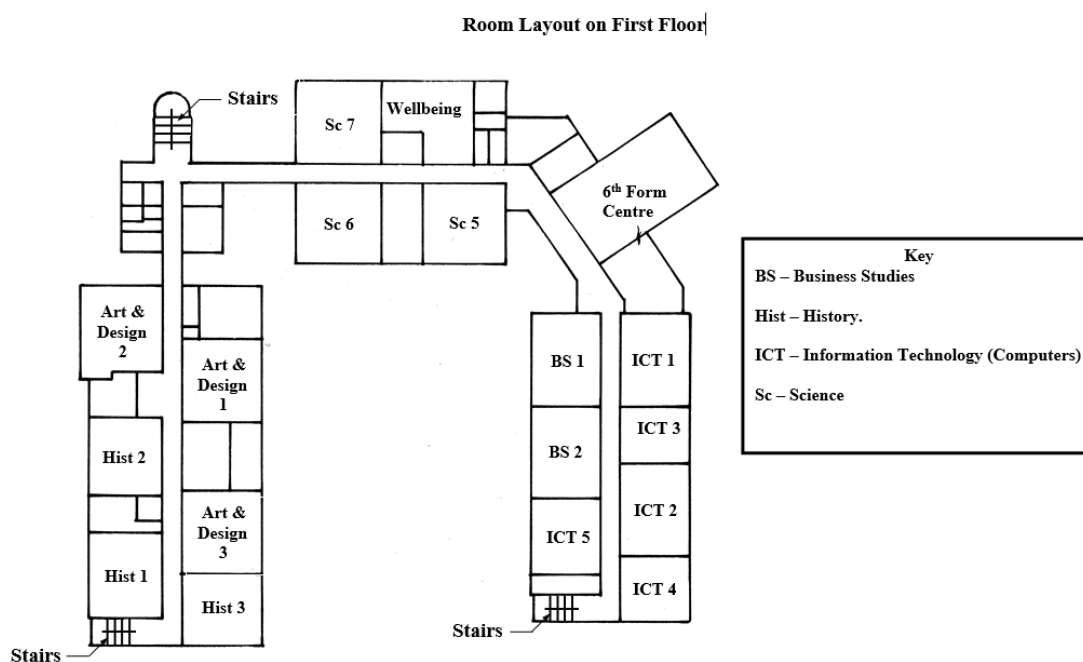 Room Layout on First Floor
Stairs
Sc 7
Wellbeing
6th Form
Centre
Sc 6
Sc 5
Key
BS – Business Studies
Hist – History.
ICT – Information Technology (Computers)
Sc – Science
Art &
Design
2
Art &
Design
1
BS 1
ICT 1
ICT 3
Hist 2
BS 2
ICT 2
Art &
Design
3
ICT 5
Hist 1
Hist 3
ICT 4
Stairs
Stairs